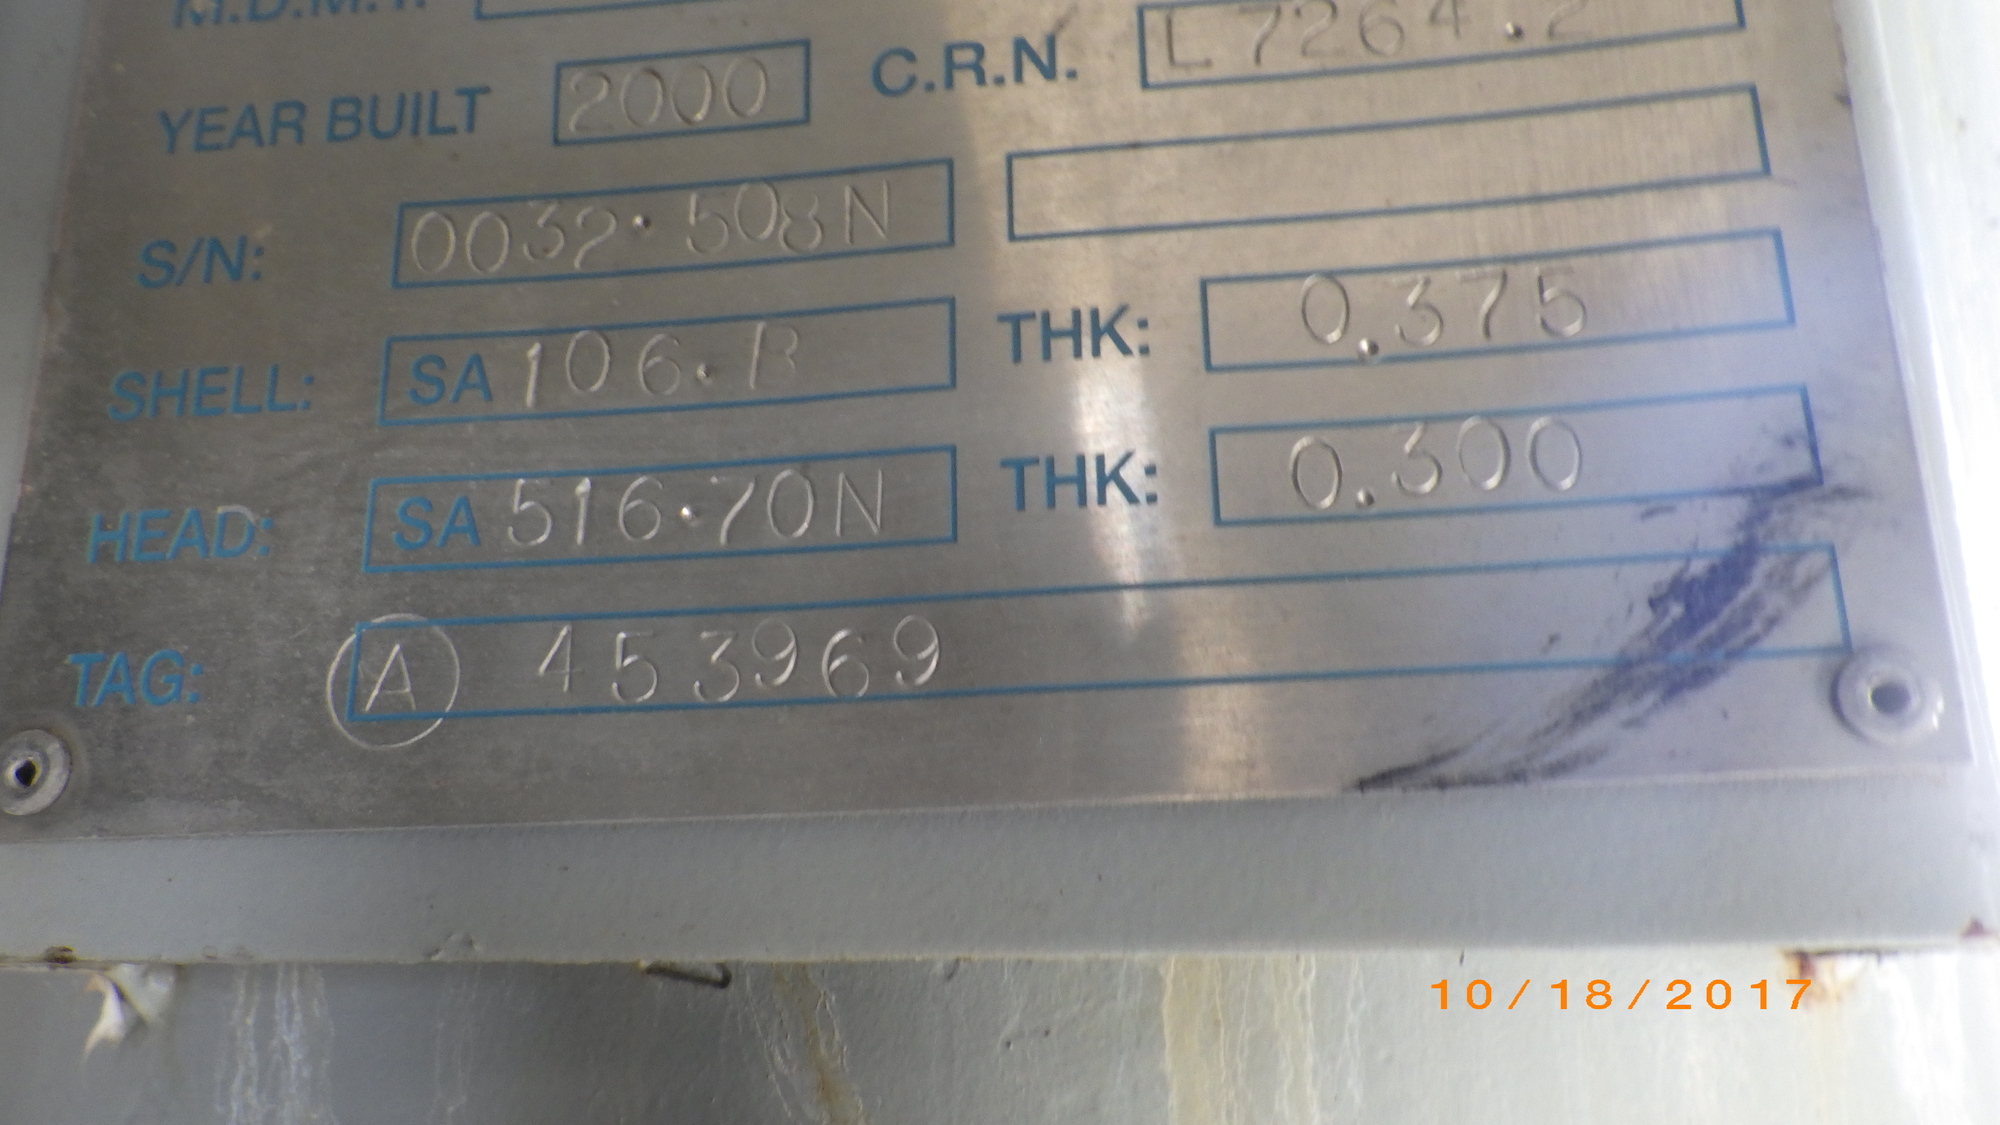 M.D.M.T.
YEAR BUILT 2000 C.R.N. L7264.2
S/N: 0032.508N
SHELL: SA 106.B THK: 0.375
HEAD: SA 516.70N THK: 0.300
TAG: A 453969
10/18/2017